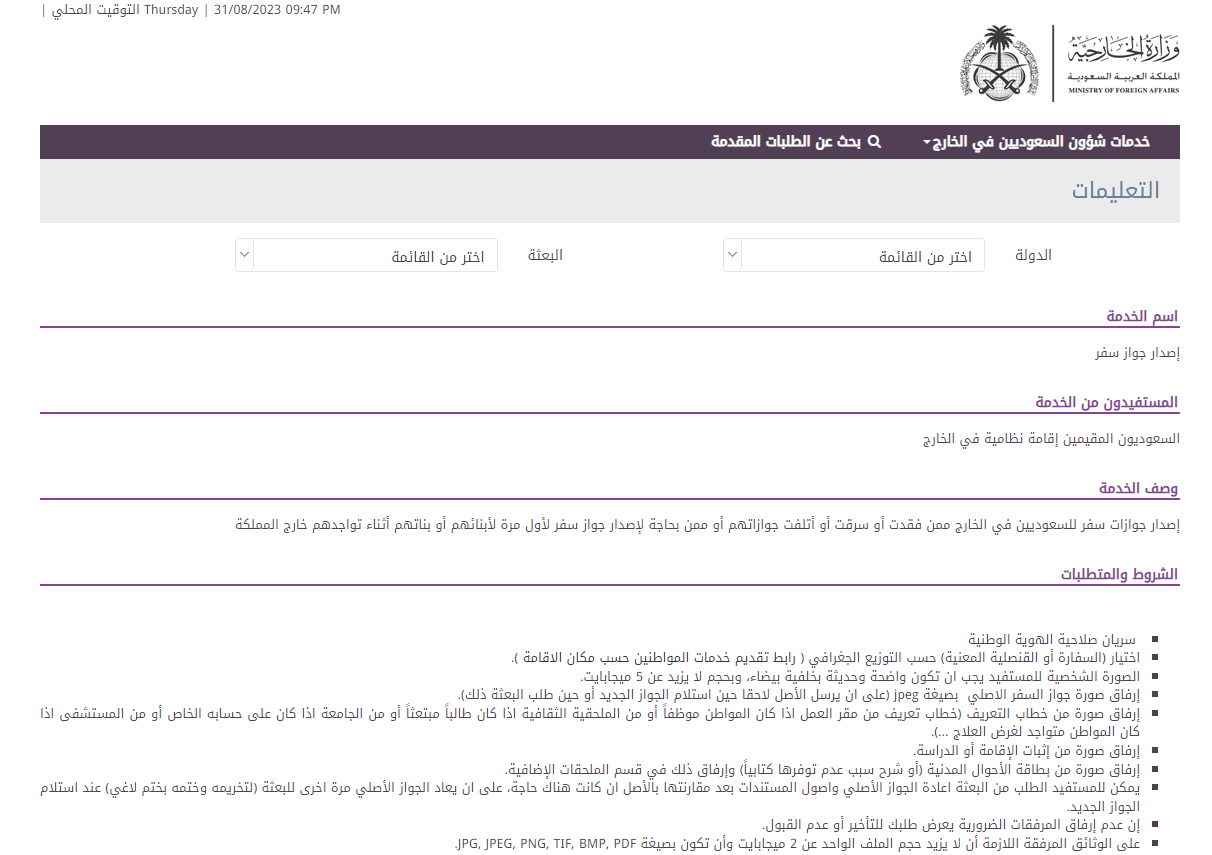 التوقيت المحلي | Thursday | 31/08/2023 09:47 PM
وزارة الخارجية
المملكة العربية السعودية
MINISTRY OF FOREIGN AFFAIRS
خدمات شؤون السعوديين في الخارج بحث عن الطلبات المقدمة
التعليمات
الدولة اختر من القائمة البعثة اختر من القائمة
اسم الخدمة
إصدار جواز سفر
المستفيدون من الخدمة
السعوديون المقيمين إقامة نظامية في الخارج
وصف الخدمة
إصدار جوازات سفر للسعوديين في الخارج ممن فقدت أو سرقت أو أتلفت جوازاتهم أو ممن بحاجة لإصدار جواز سفر لأول مرة لأبنائهم أو بناتهم أثناء تواجدهم خارج المملكة
الشروط والمتطلبات
سريان صلاحية الهوية الوطنية
اختيار (السفارة أو القنصلية المعنية) حسب التوزيع الجغرافي ( رابط تقديم خدمات المواطنين حسب مكان الاقامة ).
الصورة الشخصية للمستفيد يجب ان تكون واضحة وحديثة بخلفية بيضاء، وبحجم لا يزيد عن 5 ميجابايت.
إرفاق صورة جواز السفر الاصلي بصيغة jpeg (على ان يرسل الأصل لاحقا حين استلام الجواز الجديد أو حين طلب البعثة ذلك).
إرفاق صورة من خطاب التعريف (خطاب تعريف من مقر العمل اذا كان المواطن موظفاً أو من الملحقية الثقافية اذا كان طالباً مبتعثاً أو من الجامعة اذا كان على حسابه الخاص أو من المستشفى اذا
كان المواطن متواجد لغرض العلاج ...).
إرفاق صورة من إثبات الإقامة أو الدراسة.
إرفاق صورة من بطاقة الأحوال المدنية (أو شرح سبب عدم توفرها كتابياً) وإرفاق ذلك في قسم الملحقات الإضافية.
يمكن للمستفيد الطلب من البعثة اعادة الجواز الأصلي واصول المستندات بعد مقارنتها بالأصل ان كانت هناك حاجة، على ان يعاد الجواز الأصلي مرة اخرى للبعثة (لتخريمه وختمه بختم لاغي) عند استلام
الجواز الجديد.
إن عدم إرفاق المرفقات الضرورية يعرض طلبك للتأخير أو عدم القبول.
على الوثائق المرفقة اللازمة أن لا يزيد حجم الملف الواحد عن 2 ميجابايت وأن تكون بصيغة JPG, JPEG, PNG, TIF, BMP, PDF.